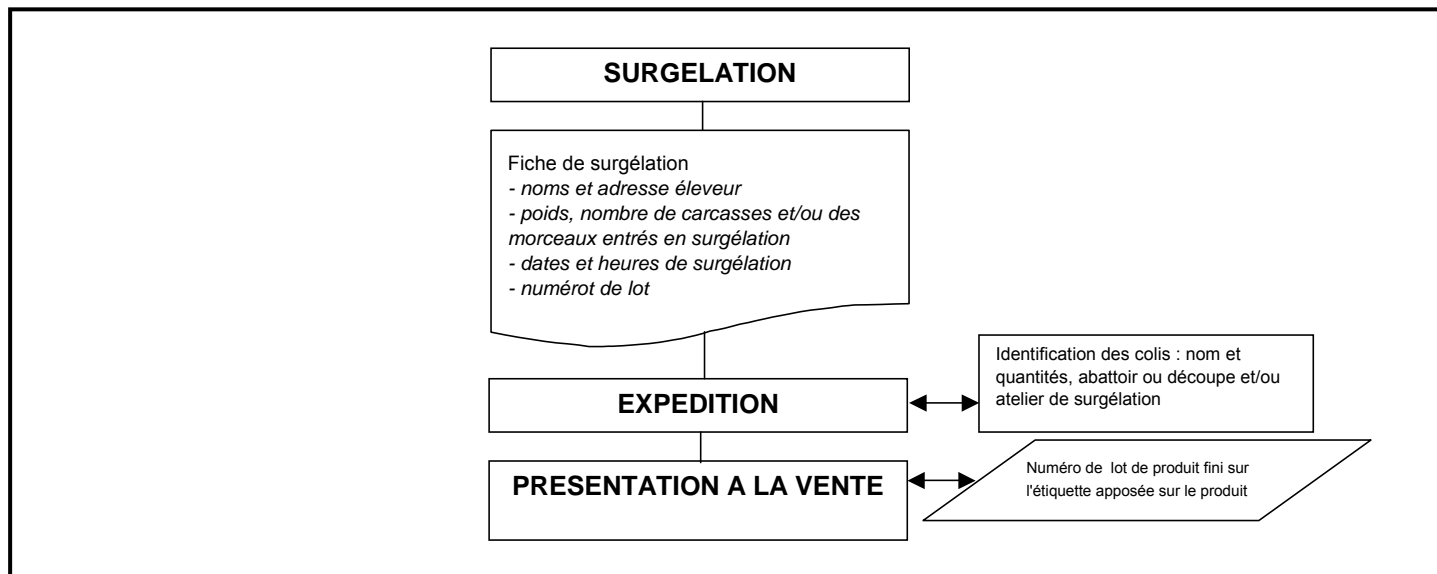 SURGELATION
Fiche de surgélation
- noms et adresse éleveur
- poids, nombre de carcasses et/ou des
morceaux entrés en surgélation
- dates et heures de surgélation
- numérot de lot
EXPEDITION
Identification des colis : nom et
quantités, abattoir ou découpe et/ou
atelier de surgélation
PRESENTATION A LA VENTE
Numéro de lot de produit fini sur
l'étiquette apposée sur le produit